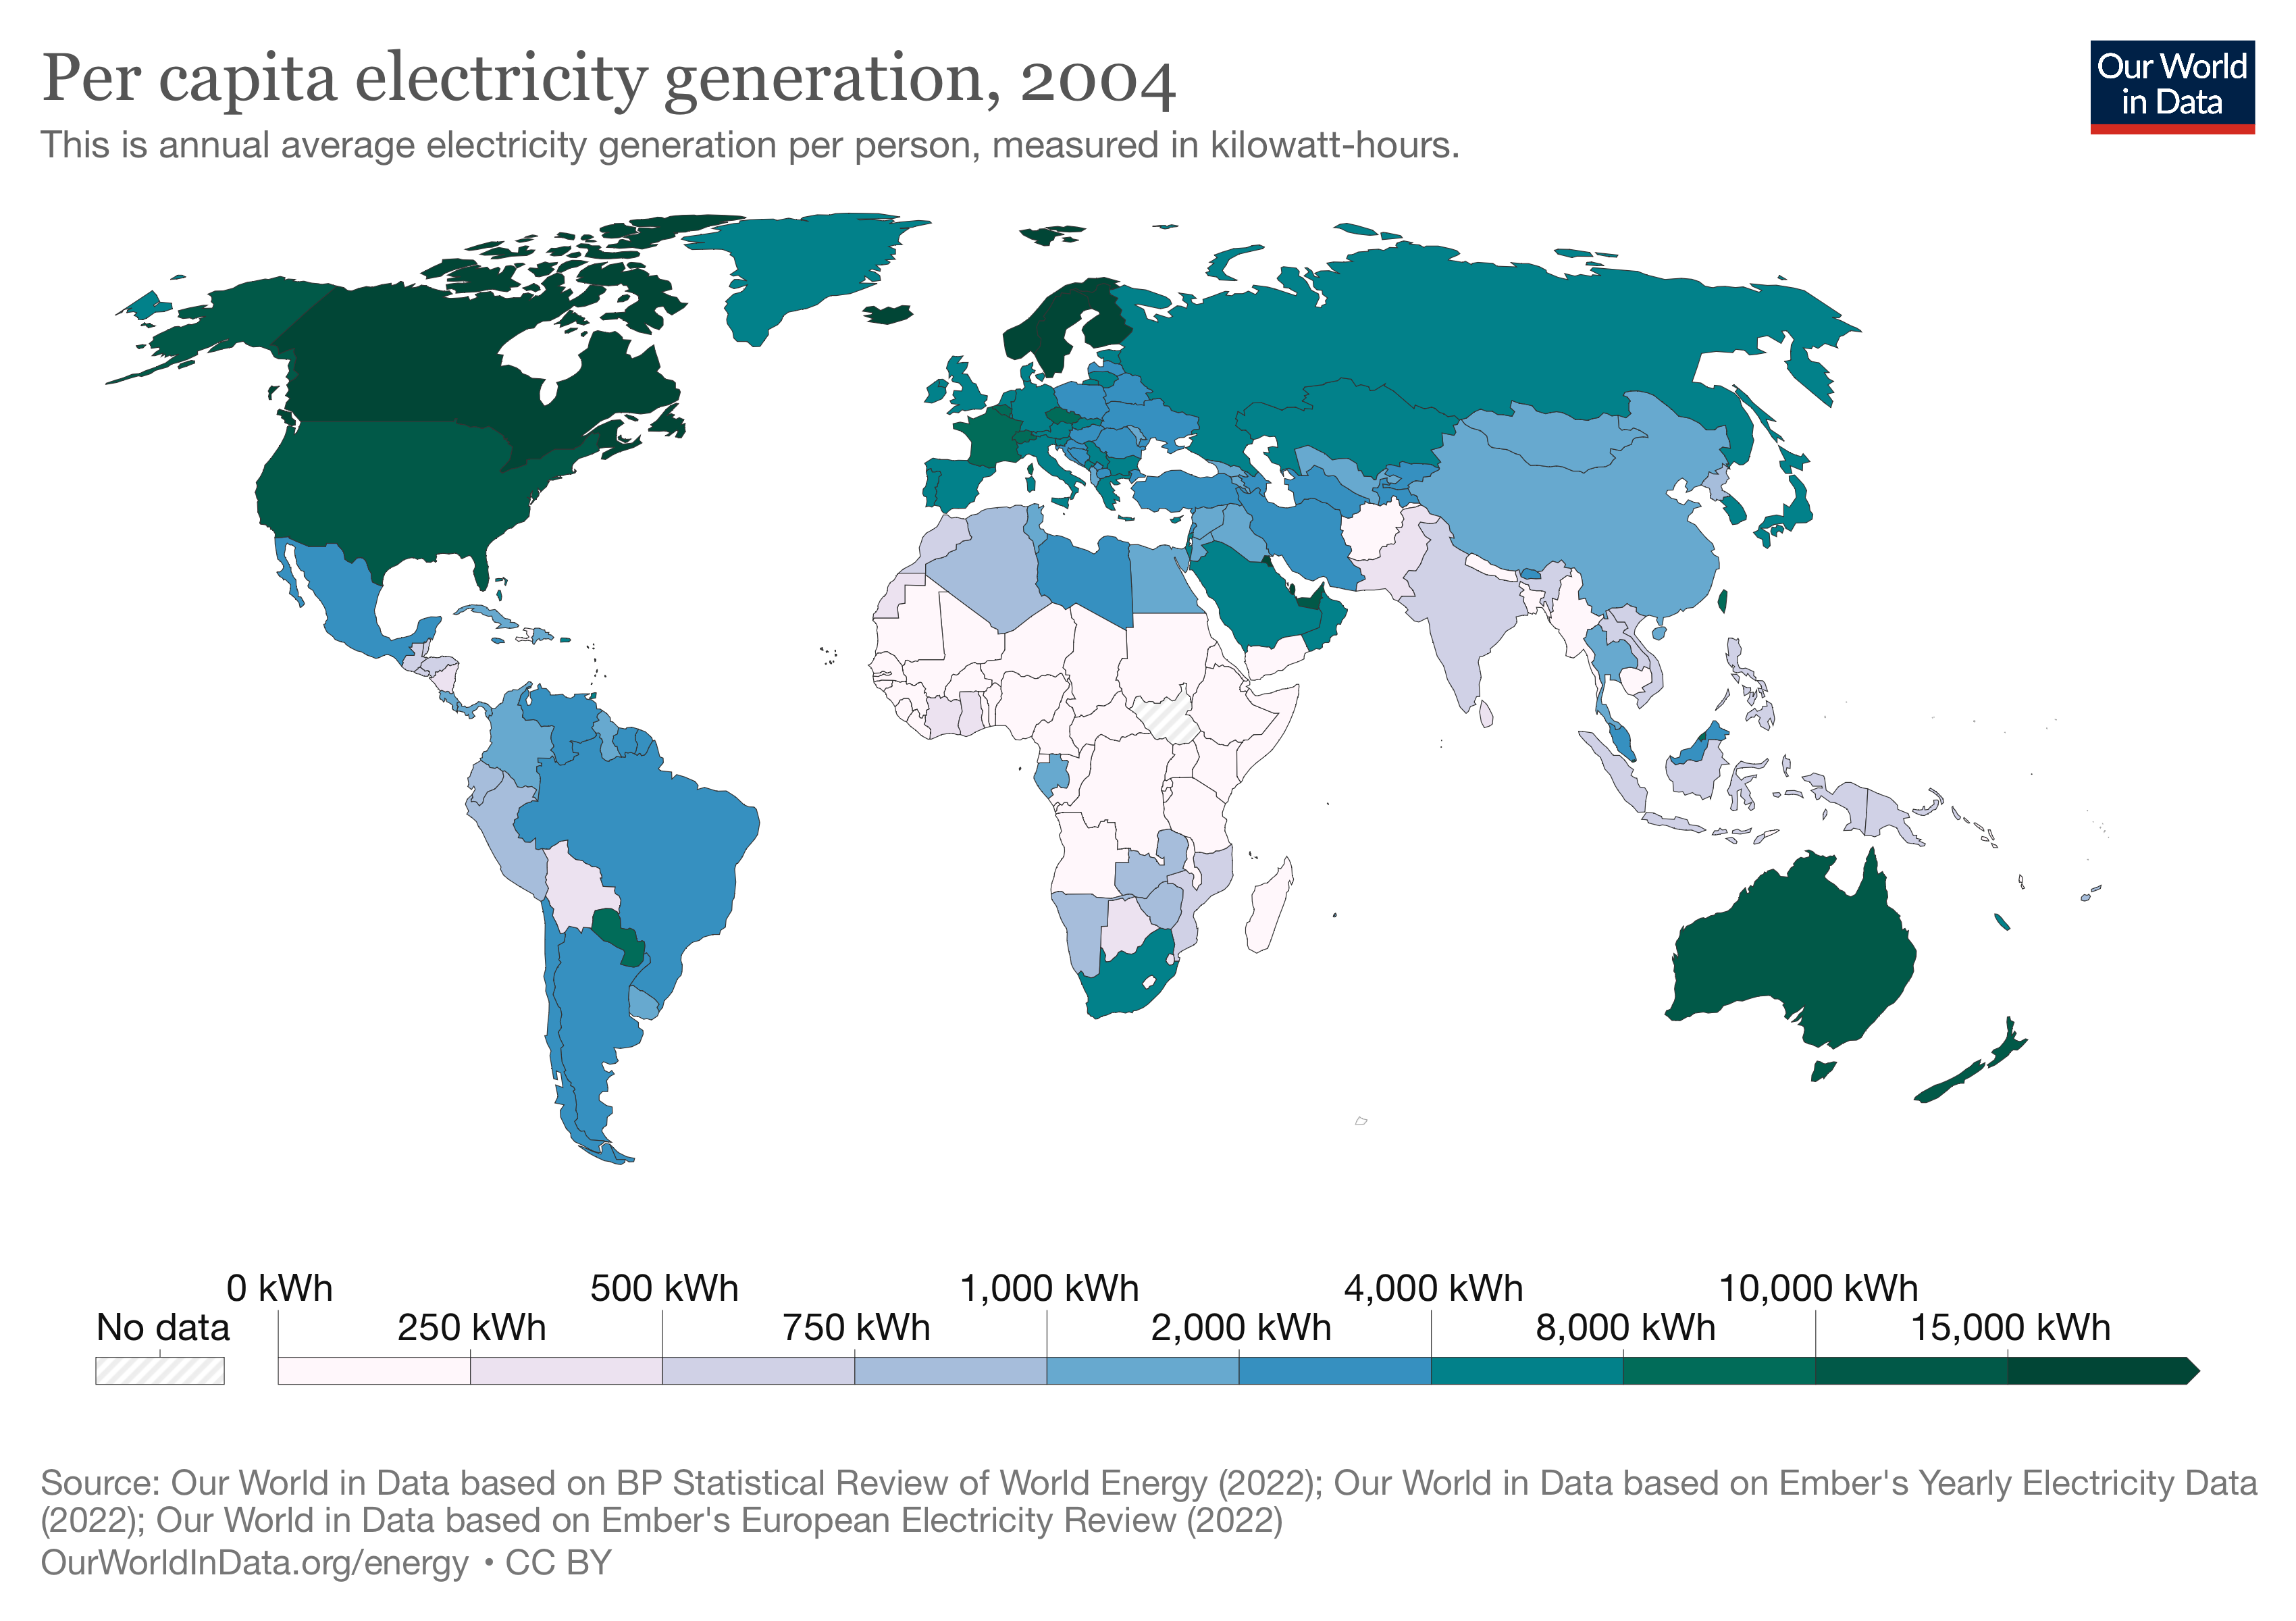 Per capita electricity generation, 2004
This is annual average electricity generation per person, measured in kilowatt-hours.
Our World
in Data
0 kWh
500 kWh
1,000 kWh
4,000 kWh
10,000 kWh
No data
250 kWh
750 kWh
2,000 kWh
8,000 kWh
15,000 kWh
Source: Our World in Data based on BP Statistical Review of World Energy (2022); Our World in Data based on Ember's Yearly Electricity Data
(2022); Our World in Data based on Ember's European Electricity Review (2022)
OurWorldInData.org/energy • CC BY